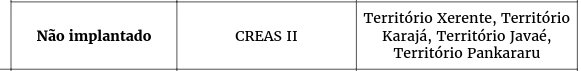 Não implantado
CREAS II
Território Xerente, Território
Karajá, Território Javaé,
Território Pankararu